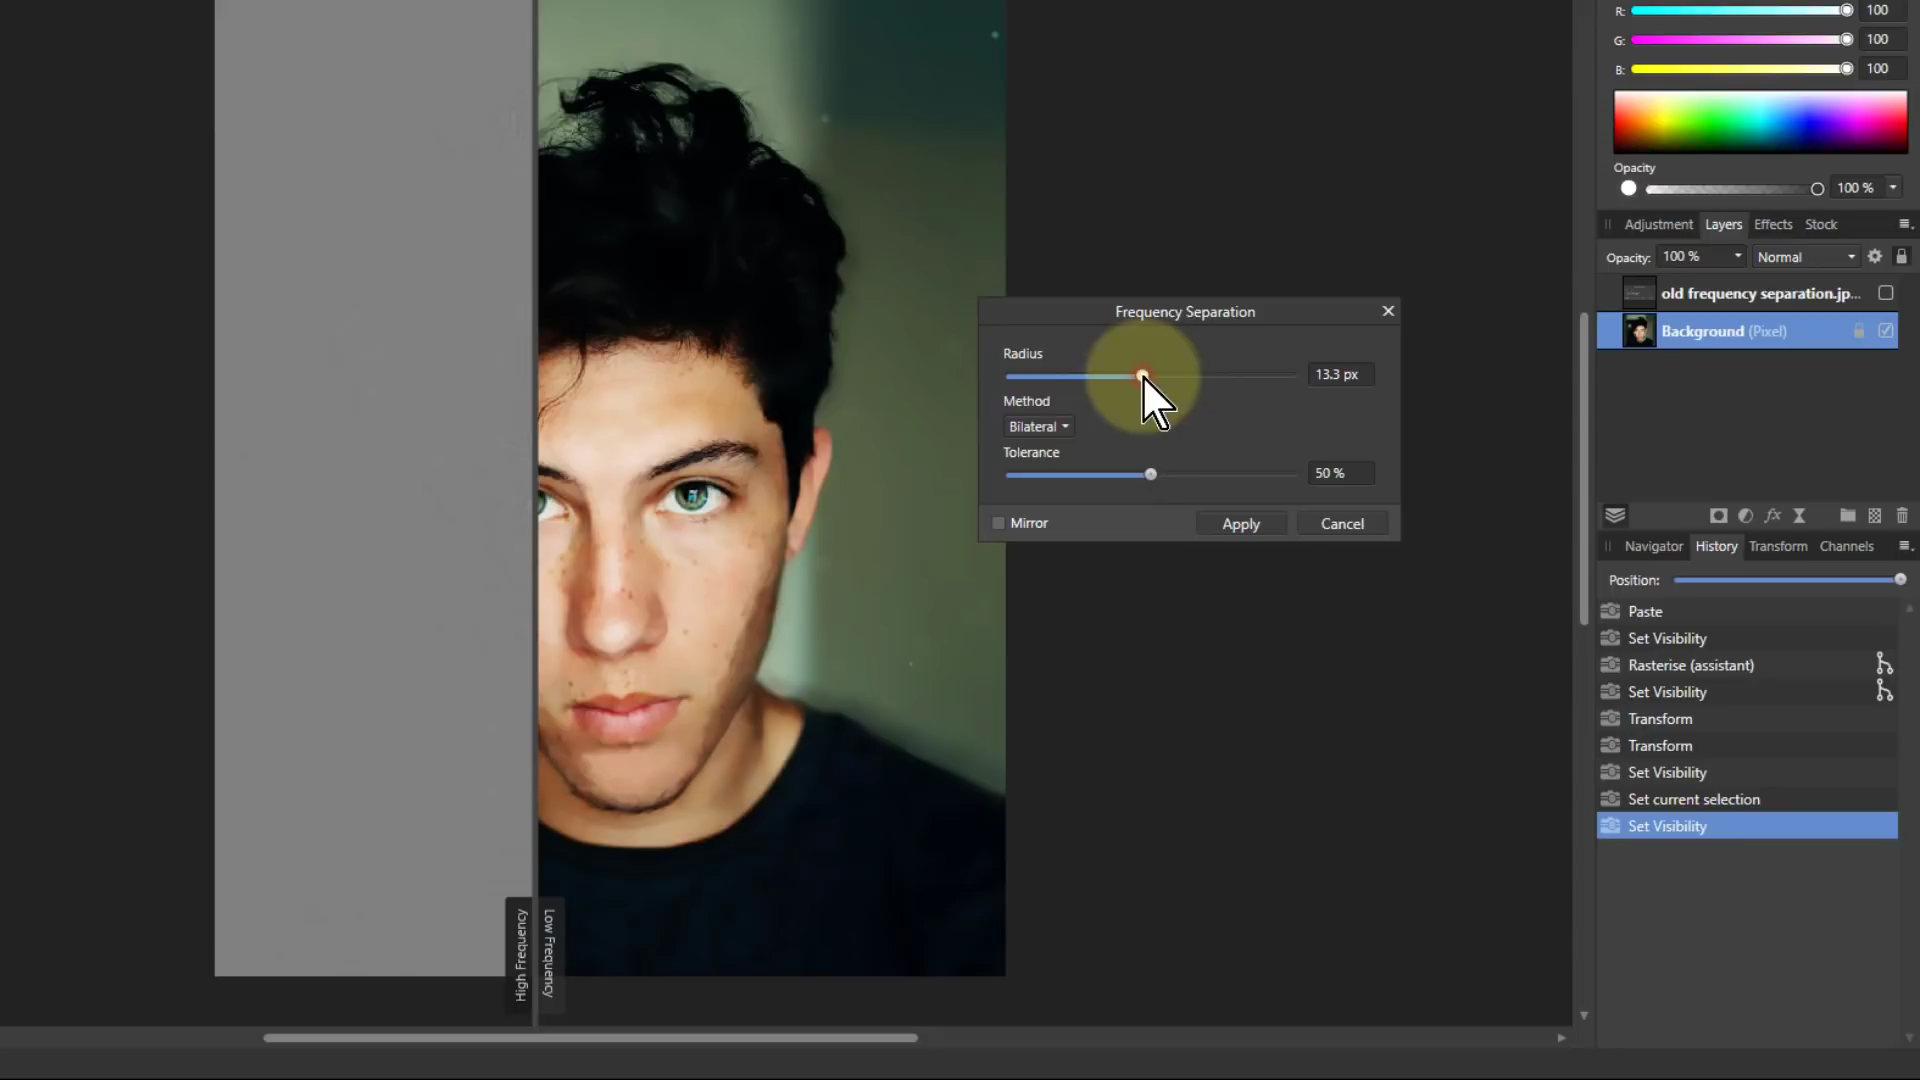 R: 100
G: 100
B: 100
Opacity
100 %
Adjustment Layers Effects Stock
Opacity: 100 % Normal
old frequency separation.jp...
Background (Pixel)
Frequency Separation
Radius
13.3 px
Method
Bilateral
Tolerance
50 %
Mirror Apply Cancel
fx
Navigator History Transform Channels
Position:
Paste
Set Visibility
Rasterise (assistant)
Set Visibility
Transform
Transform
Set Visibility
Set current selection
Set Visibility
High Frequency
Low Frequency